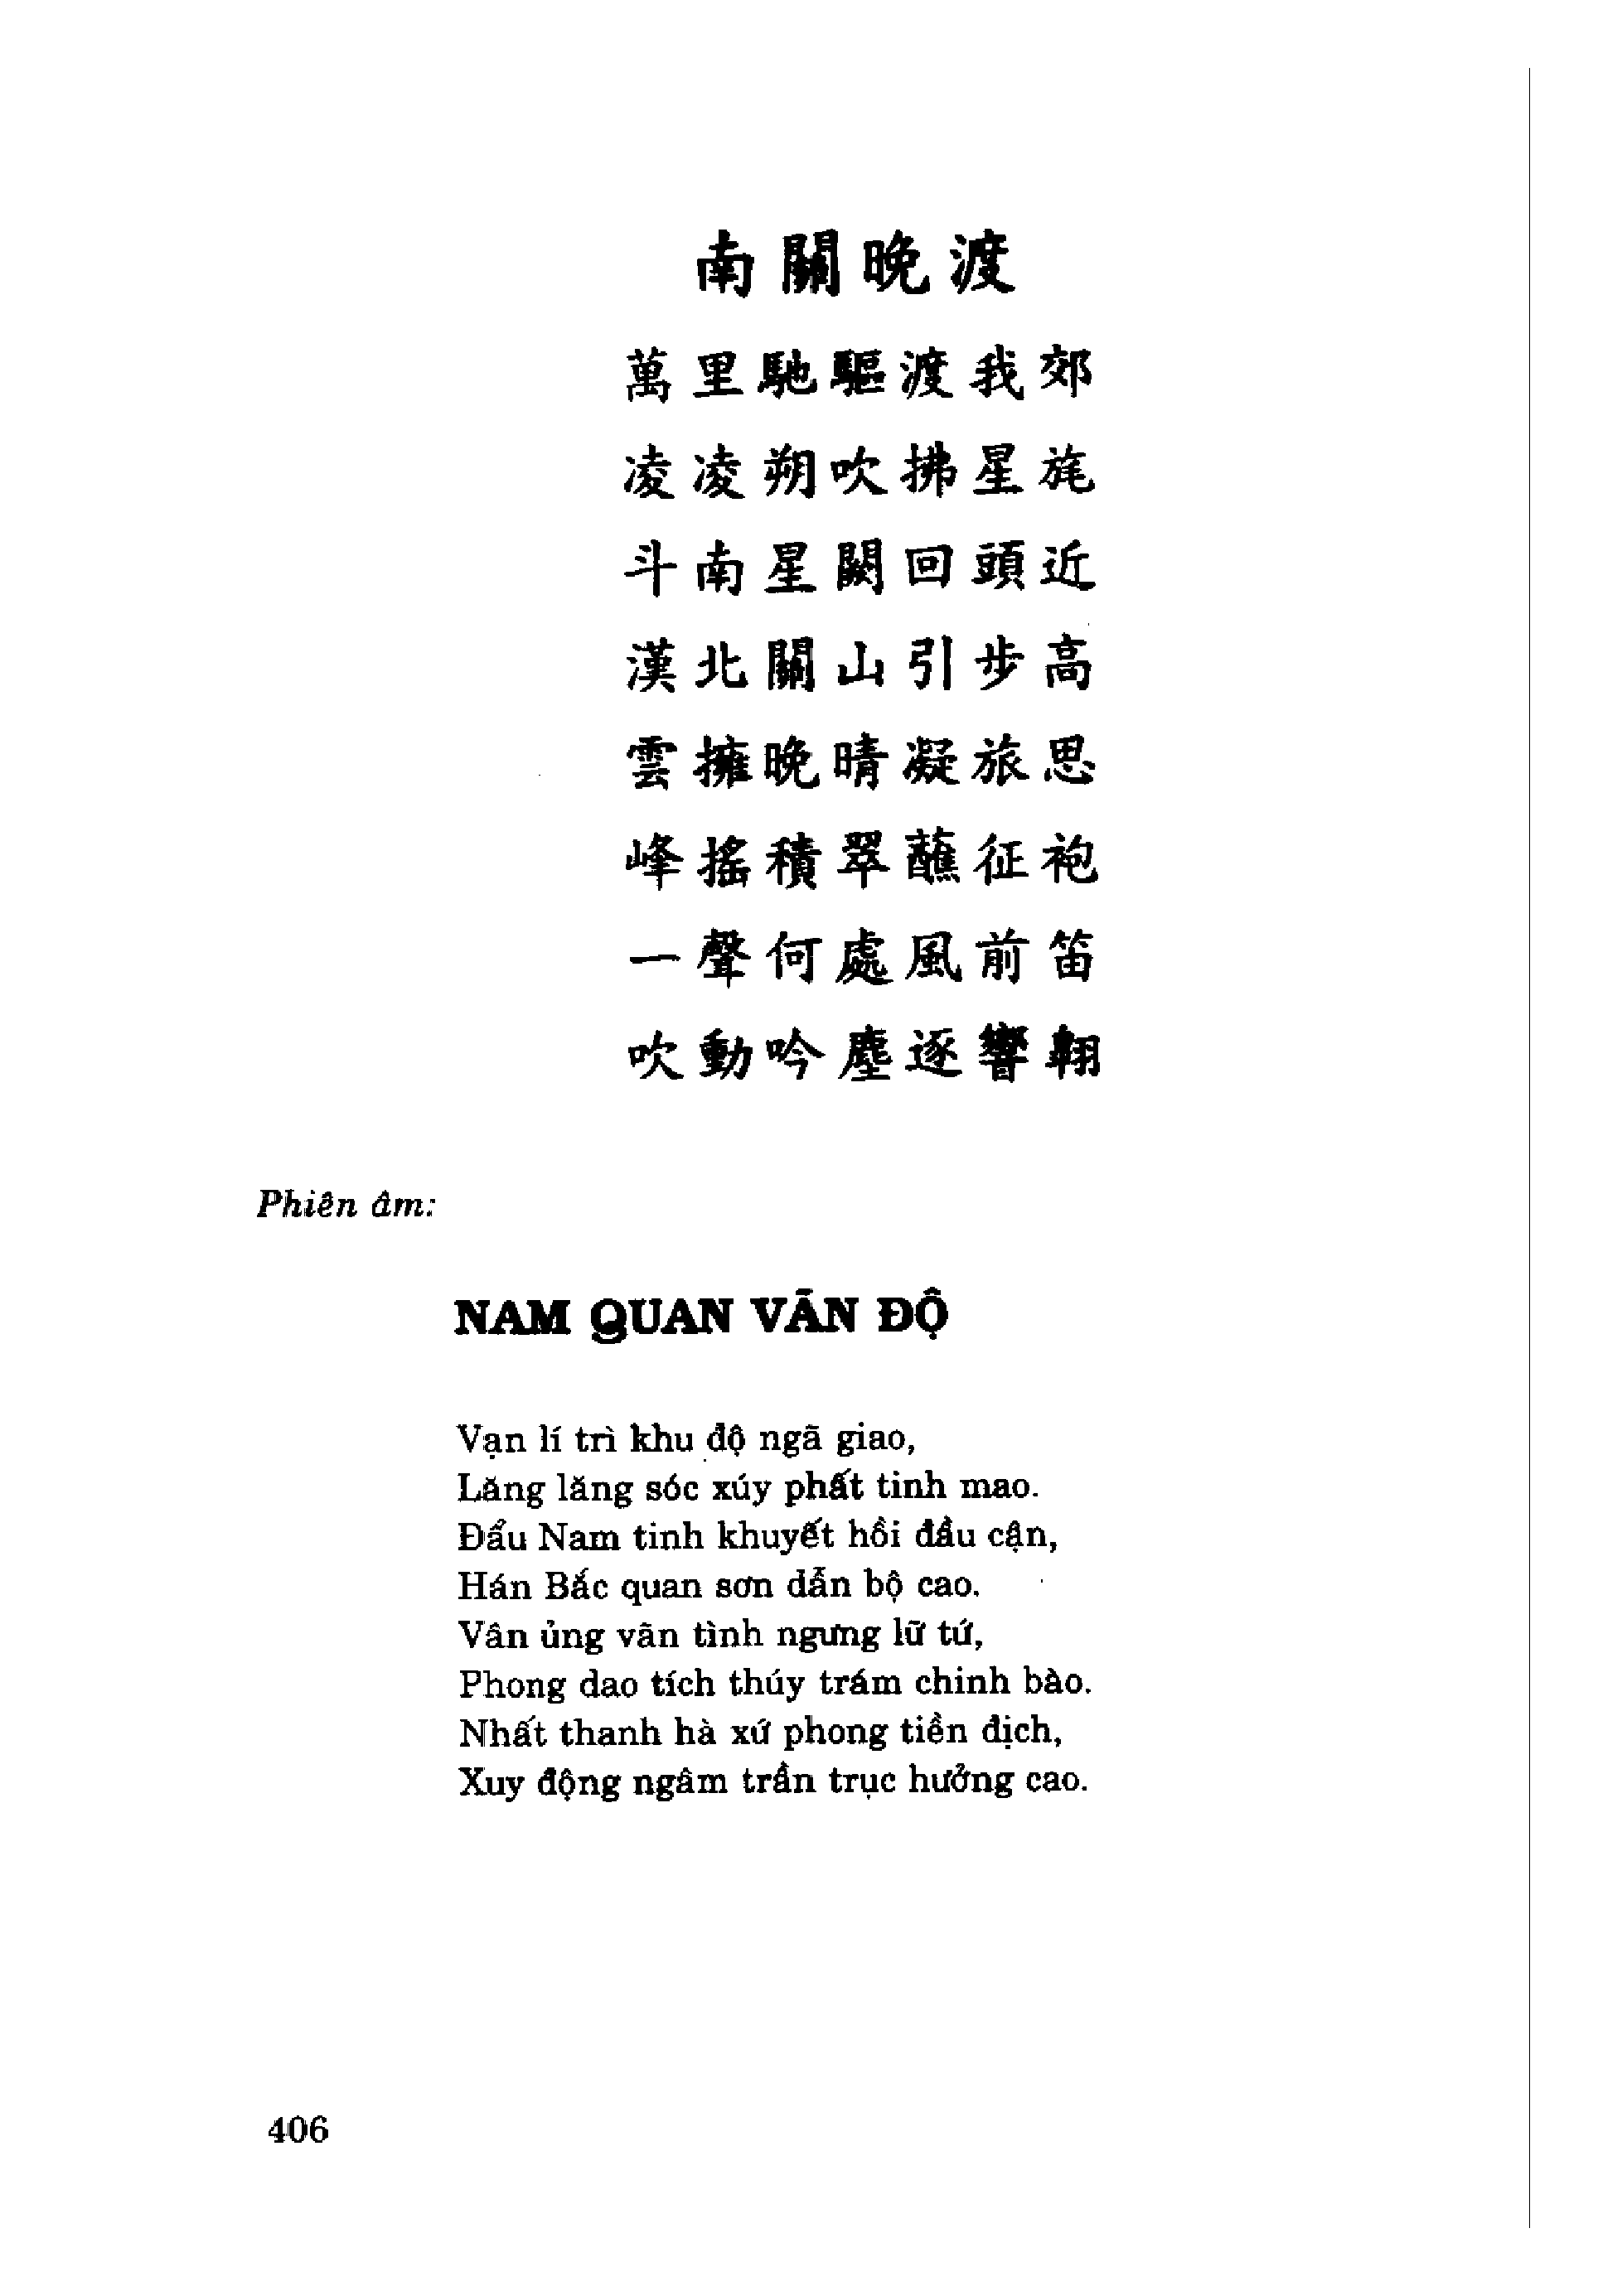 南關晚渡
萬里馳驅渡我郊
凌凌朔吹拂星旄
斗南星闕回頭近
漢北關山引步高
雲擁晚晴凝旅思
峰搖積翠蘸征袍
一聲何處風前笛
吹動吟塵逐響翱
Phiên âm:
NAM QUAN VÃN ĐỘ
Vạn lí trì khu độ ngã giao,
Lăng lăng sóc xúy phất tinh mao.
Đẩu Nam tinh khuyết hồi đầu cận,
Hán Bắc quan sơn dẫn bộ cao.
Vân ủng vãn tình ngưng lữ tứ,
Phong dao tích thúy trám chinh bào.
Nhất thanh hà xứ phong tiền địch,
Xuy động ngâm trần trục hưởng cao.
406